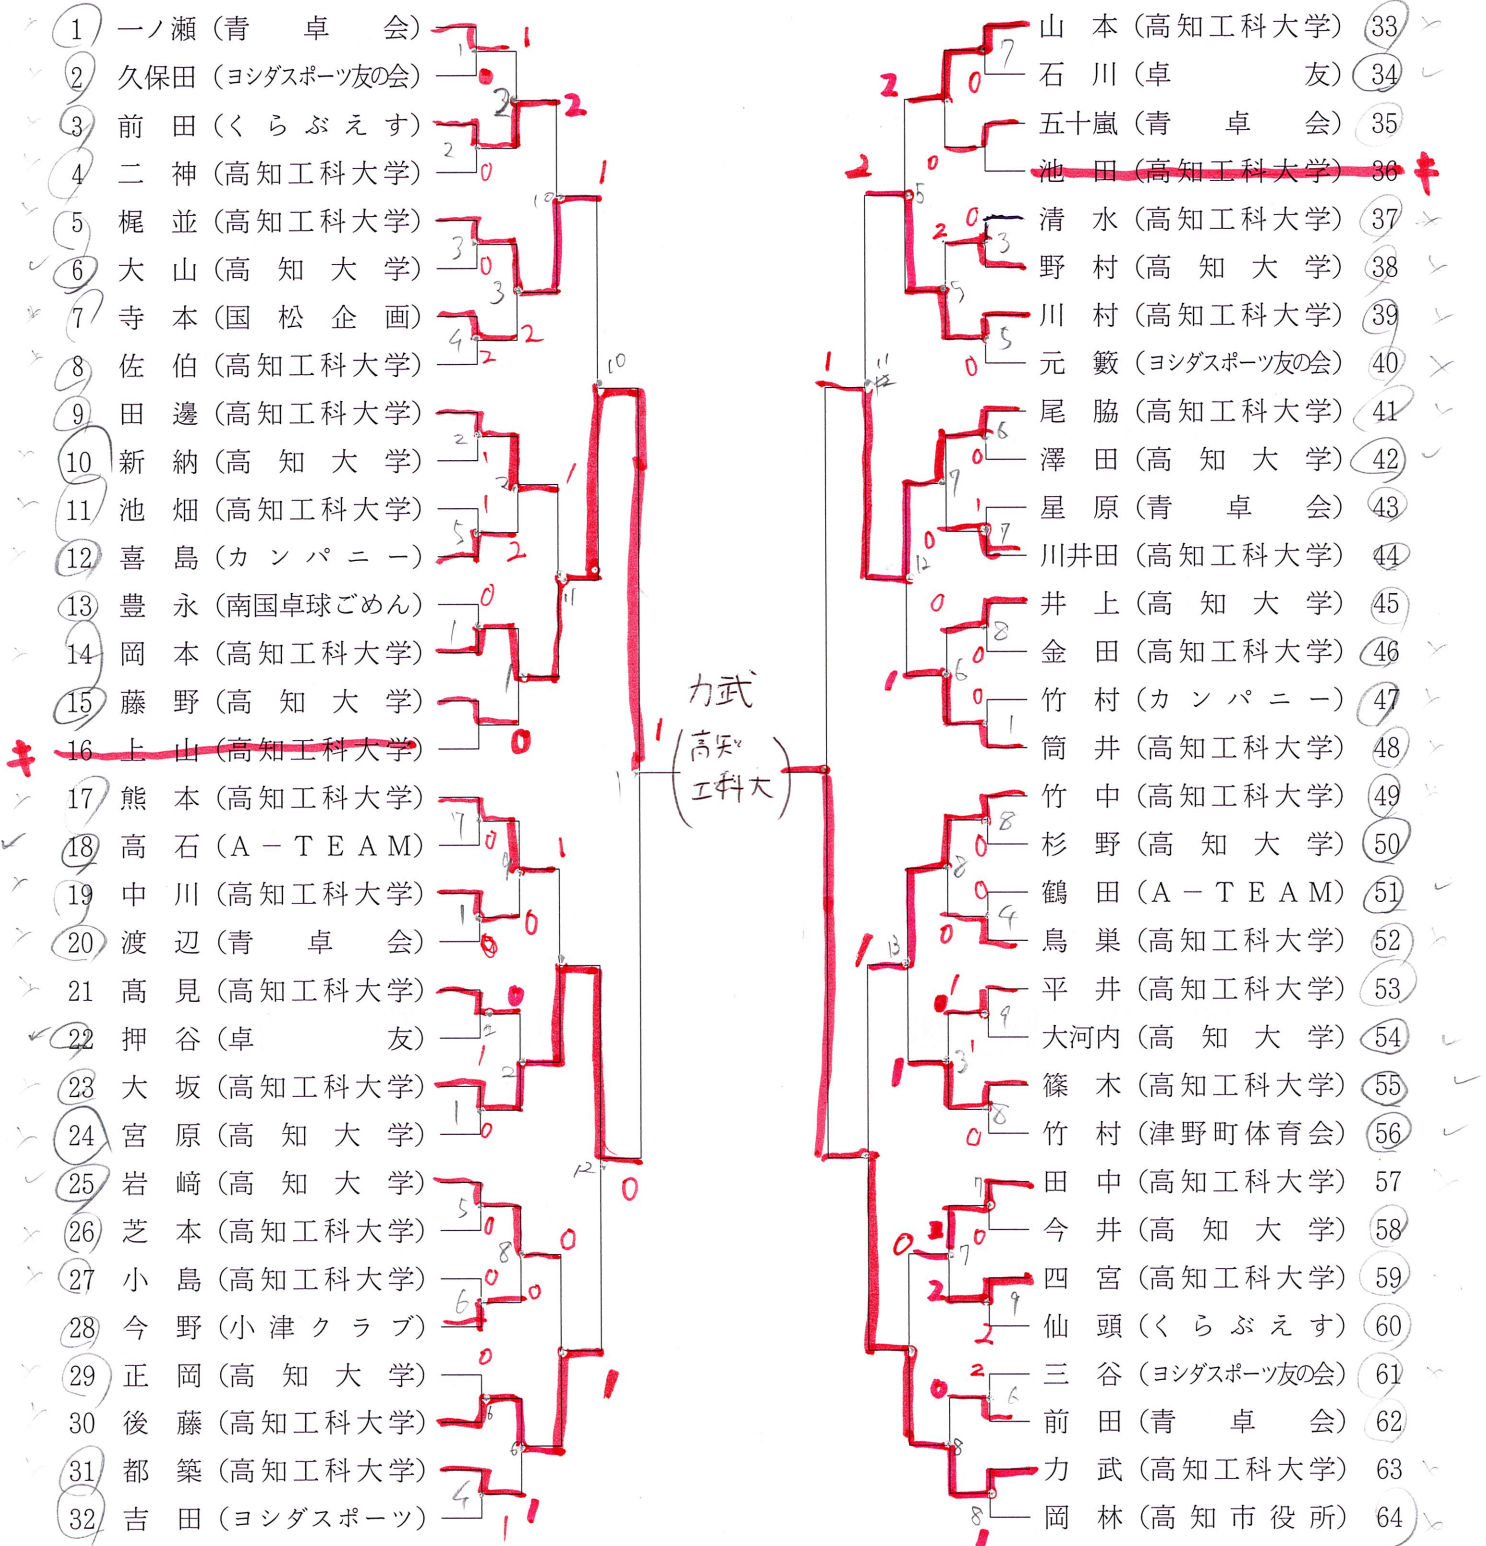 1 一ノ瀬 (青卓会)
2 久保田 (ヨシダスポーツ友の会)
3 前田 (くらぶえす)
4 二神 (高知工科大学)
5 梶並 (高知工科大学)
6 大山 (高知大学)
7 寺本 (国松企画)
8 佐伯 (高知工科大学)
9 田邊 (高知工科大学)
10 新納 (高知大学)
11 池畑 (高知工科大学)
12 喜島 (カンパニー)
13 豊永 (南国卓球ごめん)
14 岡本 (高知工科大学)
15 藤野 (高知大学)
16 上山 (高知工科大学)
17 熊本 (高知工科大学)
18 高石 (A-TEAM)
19 中川 (高知工科大学)
20 渡辺 (青卓会)
21 髙見 (高知工科大学)
22 押谷 (卓友)
23 大坂 (高知工科大学)
24 宮原 (高知大学)
25 岩﨑 (高知大学)
26 芝本 (高知工科大学)
27 小島 (高知工科大学)
28 今野 (小津クラブ)
29 正岡 (高知大学)
30 後藤 (高知工科大学)
31 都築 (高知工科大学)
32 吉田 (ヨシダスポーツ)
力武
(高知
工科大)
山本 (高知工科大学) 33
石川 (卓友) 34
五十嵐 (青卓会) 35
池田 (高知工科大学) 36
清水 (高知工科大学) 37
野村 (高知大学) 38
川村 (高知工科大学) 39
元籔 (ヨシダスポーツ友の会) 40
尾脇 (高知工科大学) 41
澤田 (高知大学) 42
星原 (青卓会) 43
川井田 (高知工科大学) 44
井上 (高知大学) 45
金田 (高知工科大学) 46
竹村 (カンパニー) 47
筒井 (高知工科大学) 48
竹中 (高知工科大学) 49
杉野 (高知大学) 50
鶴田 (A-TEAM) 51
鳥巣 (高知工科大学) 52
平井 (高知工科大学) 53
大河内 (高知大学) 54
篠木 (高知工科大学) 55
竹村 (津野町体育会) 56
田中 (高知工科大学) 57
今井 (高知大学) 58
四宮 (高知工科大学) 59
仙頭 (くらぶえす) 60
三谷 (ヨシダスポーツ友の会) 61
前田 (青卓会) 62
力武 (高知工科大学) 63
岡林 (高知市役所) 64